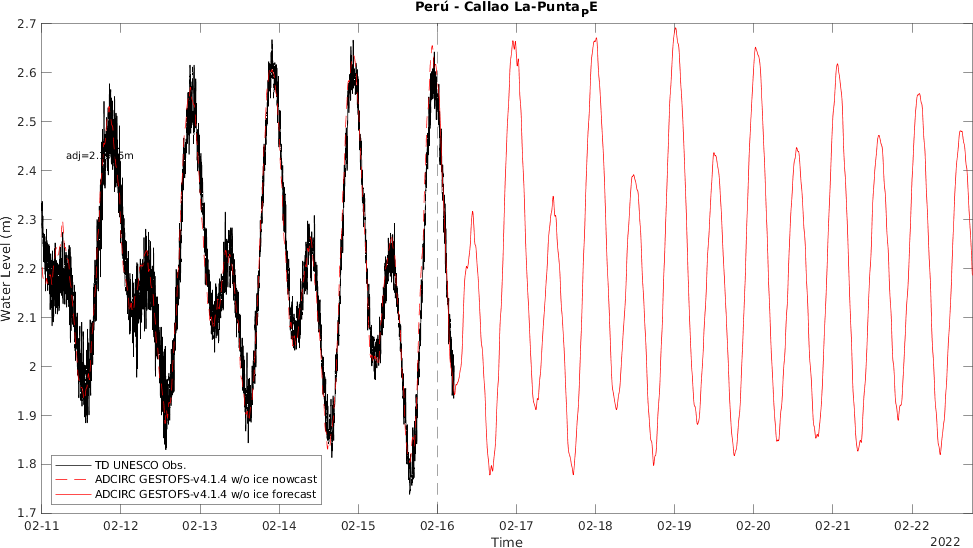 Perú - Callao La-PuntaPE
2.7
2.6
2.5
2.4
2.3
2.2
2.1
2
1.9
1.8
1.7
Water Level (m)
TD UNESCO Obs.
ADCIRC GESTOFS-v4.1.4 w/o ice nowcast
ADCIRC GESTOFS-v4.1.4 w/o ice forecast
02-11 02-12 02-13 02-14 02-15 02-16 02-17 02-18 02-19 02-20 02-21 02-22
Time
2022